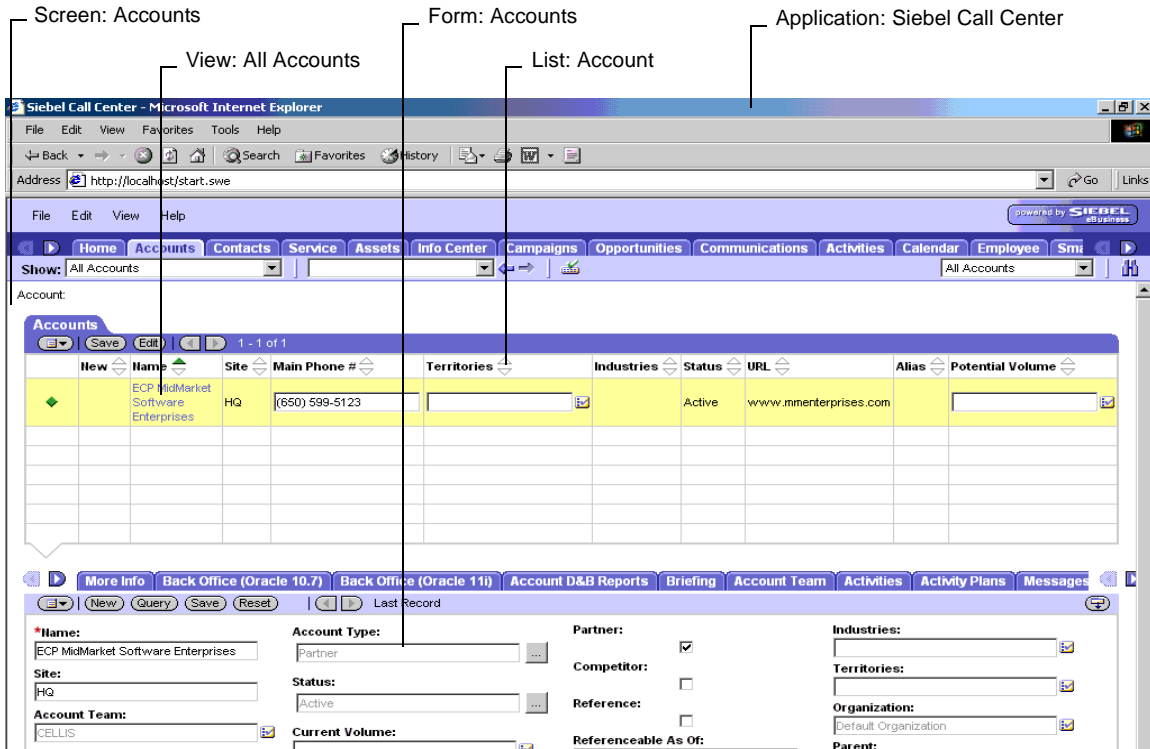 Screen: Accounts
Form: Accounts
Application: Siebel Call Center
View: All Accounts
List: Account
Siebel Call Center - Microsoft Internet Explorer
File Edit View Favorites Tools Help
Back Search Favorites History
Address http://localhost/start.swe Go Links
File Edit View Help
powered by SIEBEL eBusiness
Home Accounts Contacts Service Assets Info Center Campaigns Opportunities Communications Activities Calendar Employee Sma
Show: All Accounts All Accounts
Account:
Accounts
Save Edit 1 - 1 of 1
New Name Site Main Phone # Territories Industries Status URL Alias Potential Volume
ECP MidMarket Software Enterprises HQ (650) 599-5123 Active www.mmenterprises.com
More Info Back Office (Oracle 10.7) Back Office (Oracle 11i) Account D&B Reports Briefing Account Team Activities Activity Plans Messages
New Query Save Reset Last Record
*Name: Account Type: Partner: Industries:
ECP MidMarket Software Enterprises Partner ...
Competitor: Territories:
Site: Status:
HQ Active ...
Reference: Organization:
Account Team: Default Organization
CELLIS Current Volume:
Referenceable As Of: Parent: